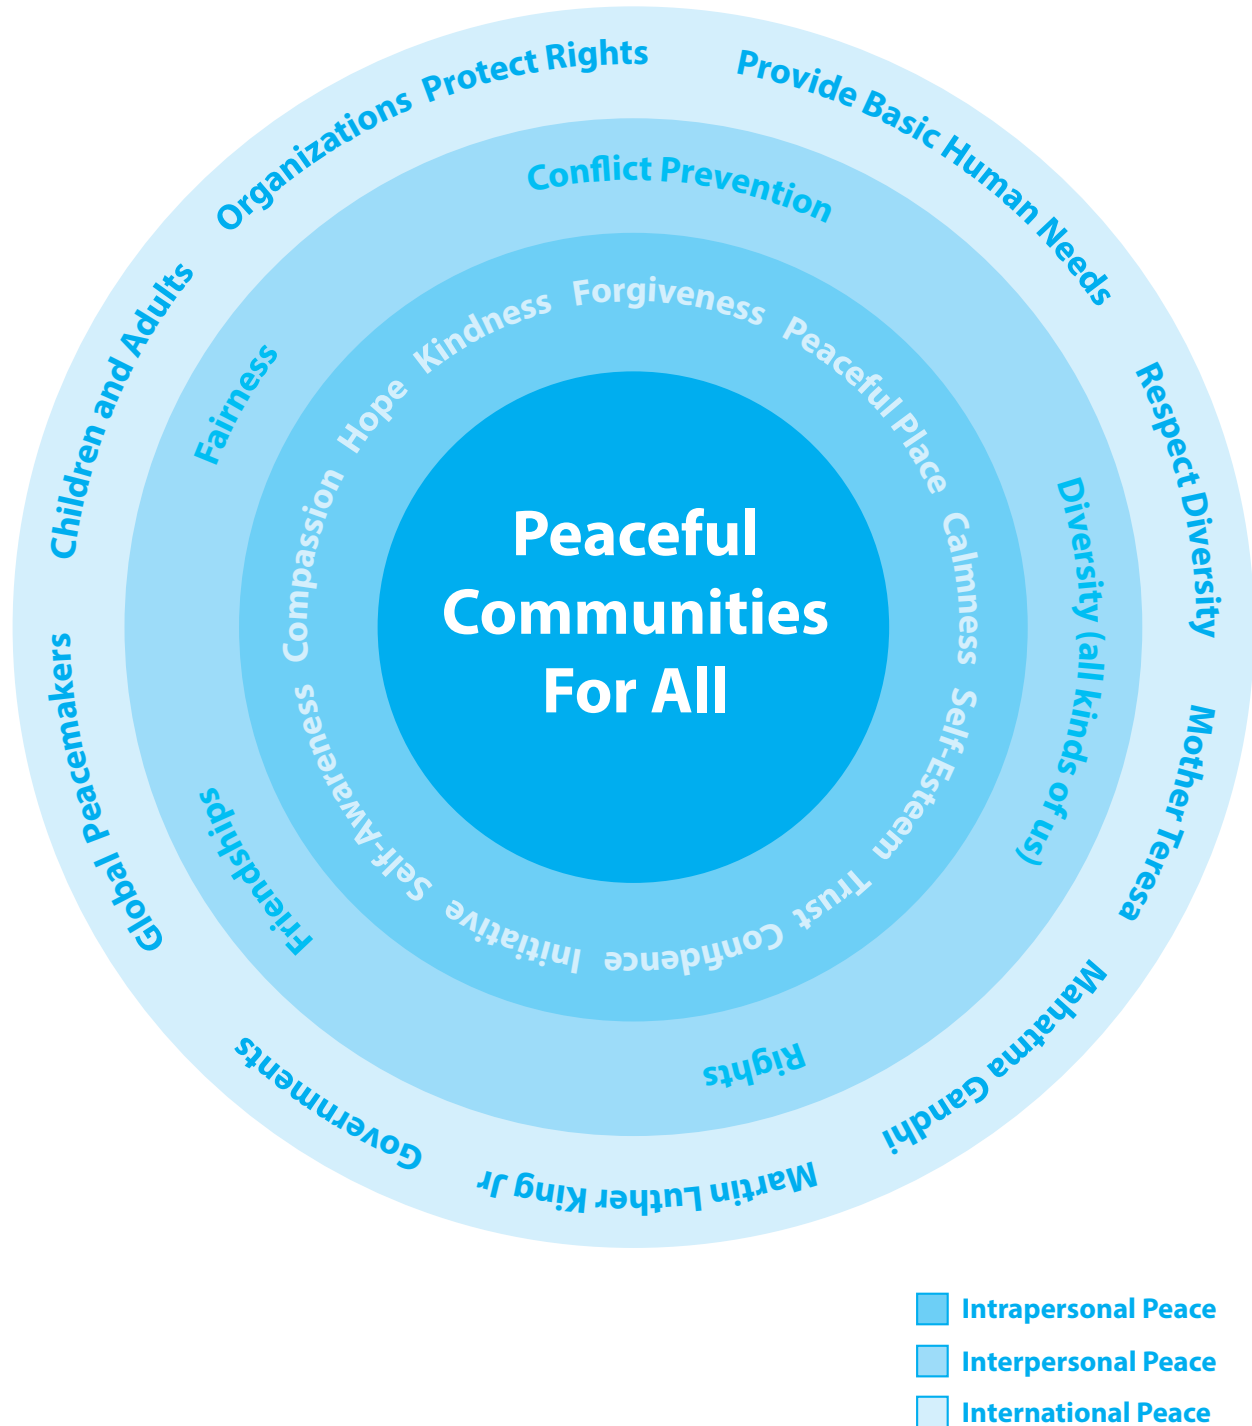 Organizations
Protect Rights
Provide Basic Human Needs
Respect Diversity
Mother Teresa
Mahatma Gandhi
Martin Luther King Jr
Governments
Global Peacemakers
Children and Adults
Conflict Prevention
Diversity (all kinds of us)
Rights
Friendships
Fairness
Forgiveness
Peaceful Place
Calmness
Self-Esteem
Trust
Confidence
Initiative
Self-Awareness
Compassion
Hope
Kindness
Peaceful
Communities
For All
Intrapersonal Peace
Interpersonal Peace
International Peace